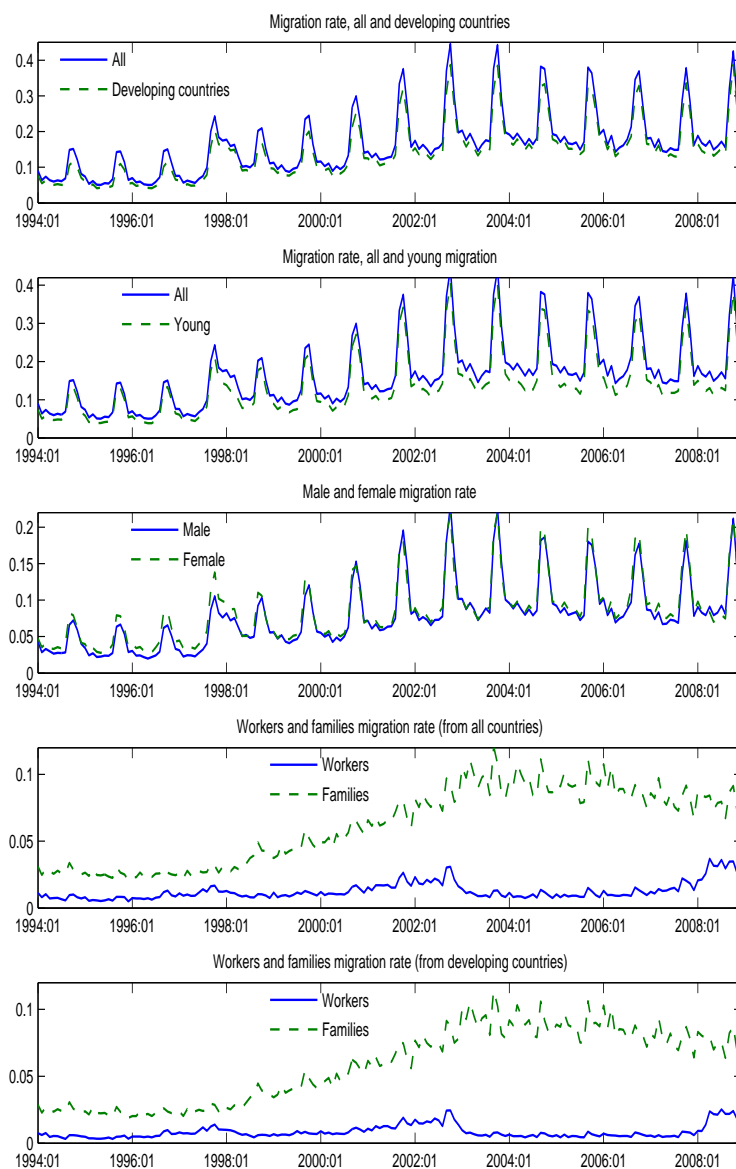 Migration rate, all and developing countries
All
Developing countries
0.4
0.3
0.2
0.1
0
1994:01 1996:01 1998:01 2000:01 2002:01 2004:01 2006:01 2008:01
Migration rate, all and young migration
All
Young
0.4
0.3
0.2
0.1
0
1994:01 1996:01 1998:01 2000:01 2002:01 2004:01 2006:01 2008:01
Male and female migration rate
Male
Female
0.2
0.15
0.1
0.05
0
1994:01 1996:01 1998:01 2000:01 2002:01 2004:01 2006:01 2008:01
Workers and families migration rate (from all countries)
Workers
Families
0.1
0.05
0
1994:01 1996:01 1998:01 2000:01 2002:01 2004:01 2006:01 2008:01
Workers and families migration rate (from developing countries)
Workers
Families
0.1
0.05
0
1994:01 1996:01 1998:01 2000:01 2002:01 2004:01 2006:01 2008:01